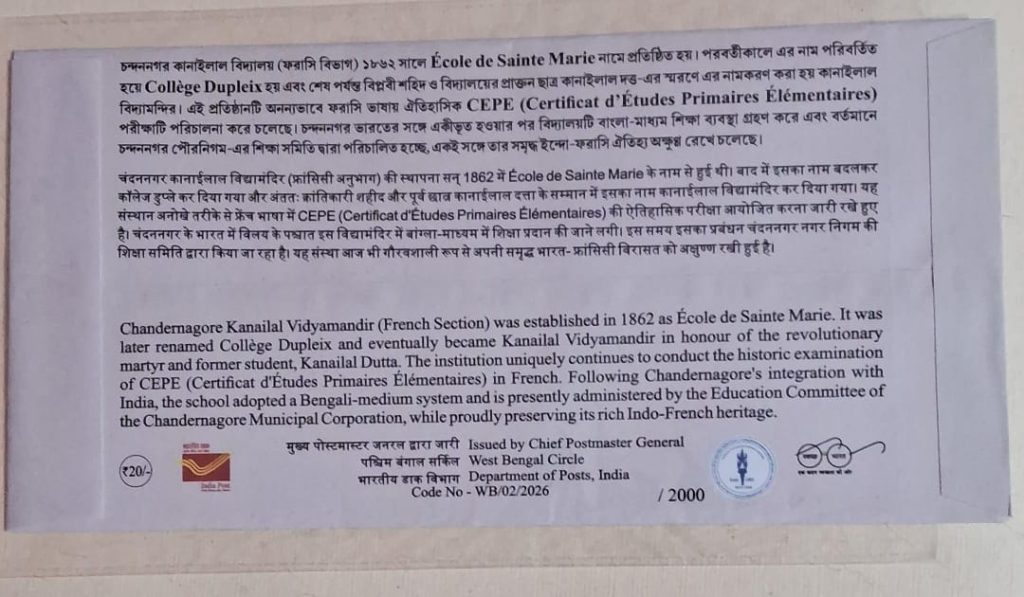 চন্দননগর কানাইলাল বিদ্যালয় (ফরাসি বিভাগ) ১৮৬২ সালে École de Sainte Marie নামে প্রতিষ্ঠিত হয়। পরবর্তীকালে এর নাম পরিবর্তিত
হয়ে Collège Dupleix হয় এবং শেষ পর্যন্ত বিপ্লবী শহিদ ও বিদ্যালয়ের প্রাক্তন ছাত্র কানাইলাল দত্ত-এর স্মরণে এর নামকরণ করা হয় কানাইলাল
বিদ্যামন্দির। এই প্রতিষ্ঠানটি অনন্যভাবে ফরাসি ভাষায় ঐতিহাসিক CEPE (Certificat d'Études Primaires Élémentaires)
পরীক্ষাটি পরিচালনা করে চলেছে। চন্দননগর ভারতের সঙ্গে একীভূত হওয়ার পর বিদ্যালয়টি বাংলা-মাধ্যম শিক্ষা ব্যবস্থা গ্রহণ করে এবং বর্তমানে
চন্দননগর পৌরনিগম-এর শিক্ষা সমিতি দ্বারা পরিচালিত হচ্ছে, একই সঙ্গে তার সমৃদ্ধ ইন্দো-ফরাসি ঐতিহ্য অক্ষুণ্ণ রেখে চলেছে।
चंदननगर कानाईलाल विद्यामंदिर (फ्रांसिसी अनुभाग) की स्थापना सन् 1862 में École de Sainte Marie के नाम से हुई थी। बाद में इसका नाम बदलकर
कॉलेज डुप्ले कर दिया गया और अंततः क्रांतिकारी शहीद और पूर्व छात्र कानाईलाल दत्ता के सम्मान में इसका नाम कानाईलाल विद्यामंदिर कर दिया गया। यह
संस्थान अनोखे तरीके से फ्रेंच भाषा में CEPE (Certificat d'Études Primaires Élémentaires) की ऐतिहासिक परीक्षा आयोजित करना जारी रखे हुए
है। चंदननगर के भारत में विलय के पश्चात इस विद्यामंदिर में बांग्ला-माध्यम में शिक्षा प्रदान की जाने लगी। इस समय इसका प्रबंधन चंदननगर नगर निगम की
शिक्षा समिति द्वारा किया जा रहा है। यह संस्था आज भी गौरवशाली रूप से अपनी समृद्ध भारत- फ्रांसिसी विरासत को अक्षुण्ण रखी हुई है।
Chandernagore Kanailal Vidyamandir (French Section) was established in 1862 as École de Sainte Marie. It was
later renamed Collège Dupleix and eventually became Kanailal Vidyamandir in honour of the revolutionary
martyr and former student, Kanailal Dutta. The institution uniquely continues to conduct the historic examination
of CEPE (Certificat d'Études Primaires Élémentaires) in French. Following Chandernagore's integration with
India, the school adopted a Bengali-medium system and is presently administered by the Education Committee of
the Chandernagore Municipal Corporation, while proudly preserving its rich Indo-French heritage.
₹20/-
भारतीय डाक
India Post
मुख्य पोस्टमास्टर जनरल द्वारा जारी Issued by Chief Postmaster General
पश्चिम बंगाल सर्किल West Bengal Circle
भारतीय डाक विभाग Department of Posts, India
Code No - WB/02/2026
/ 2000
स्वच्छ भारत
एक कदम स्वच्छता की ओर